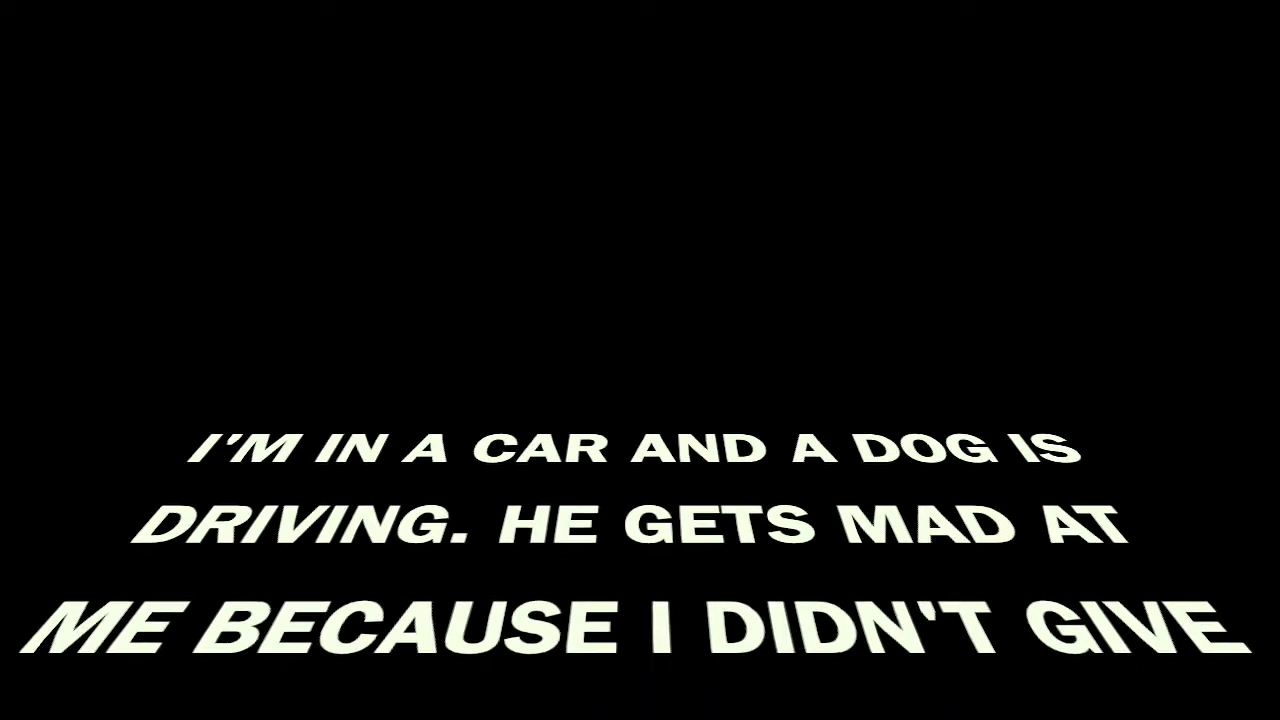 I'M IN A CAR AND A DOG IS
DRIVING. HE GETS MAD AT
ME BECAUSE I DIDN'T GIVE